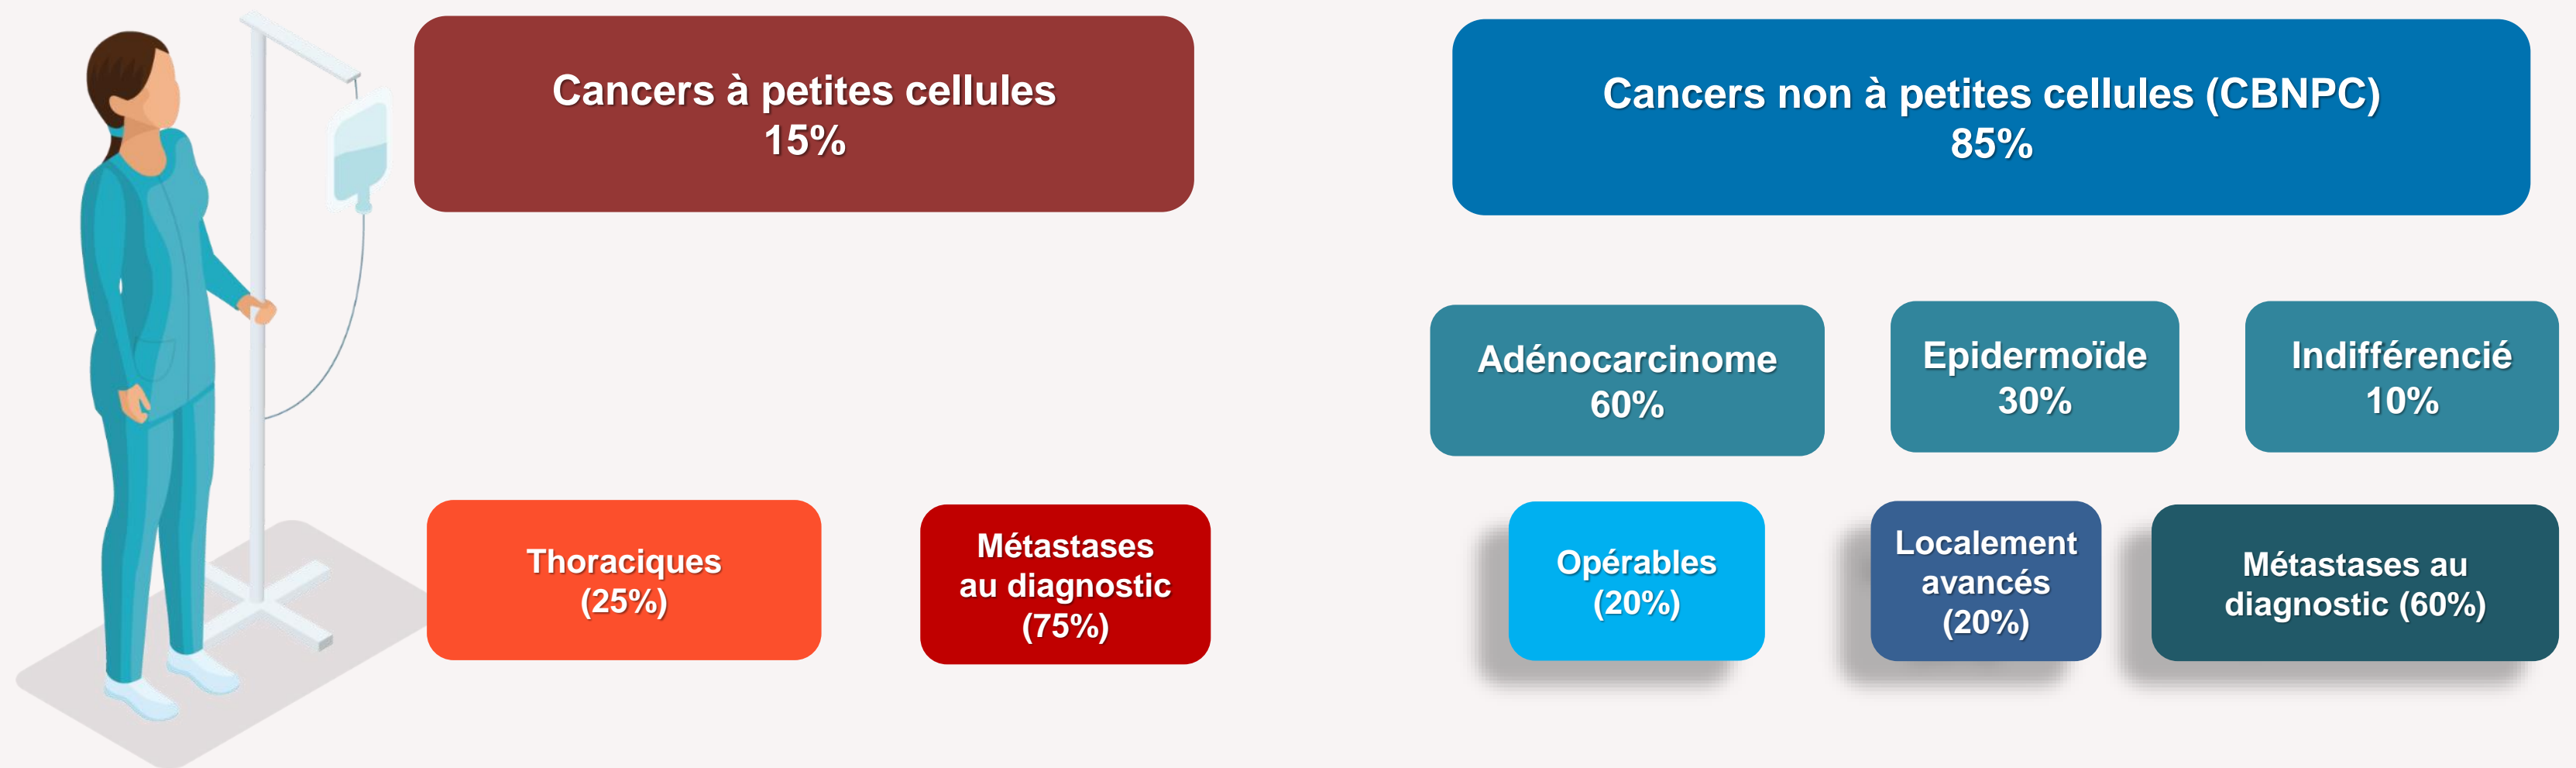 Cancers à petites cellules
15%
Cancers non à petites cellules (CBNPC)
85%
Adénocarcinome
60%
Epidermoïde
30%
Indifférencié
10%
Thoraciques
(25%)
Métastases
au diagnostic
(75%)
Opérables
(20%)
Localement
avancés
(20%)
Métastases au
diagnostic (60%)